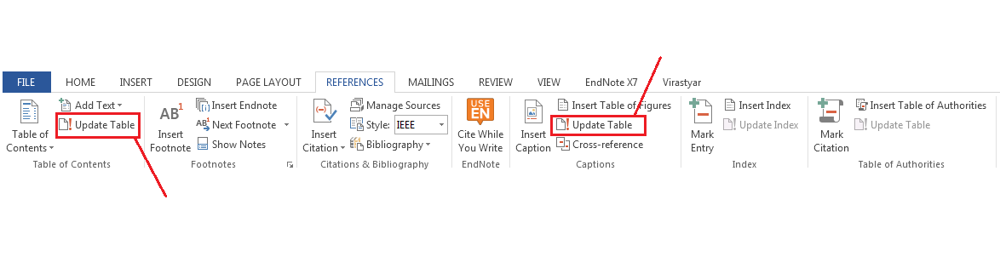 FILE HOME INSERT DESIGN PAGE LAYOUT REFERENCES MAILINGS REVIEW VIEW EndNote X7 Virastyar
Table of
Contents
Add Text
Update Table
Table of Contents
AB1
Insert
Footnote
Insert Endnote
AB1 Next Footnote
Show Notes
Footnotes
Insert
Citation
Manage Sources
Style: IEEE
Bibliography
Citations & Bibliography
USE
EN
Cite While
You Write
EndNote
Insert
Caption
Insert Table of Figures
Update Table
Cross-reference
Captions
Mark
Entry
Insert Index
Update Index
Index
Mark
Citation
Insert Table of Authorities
Update Table
Table of Authorities